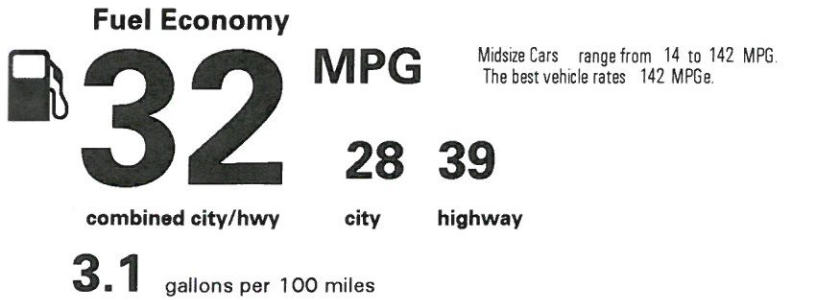 Fuel Economy
32 MPG
Midsize Cars range from 14 to 142 MPG.
The best vehicle rates 142 MPGe.
28 39
combined city/hwy city highway
3.1 gallons per 100 miles